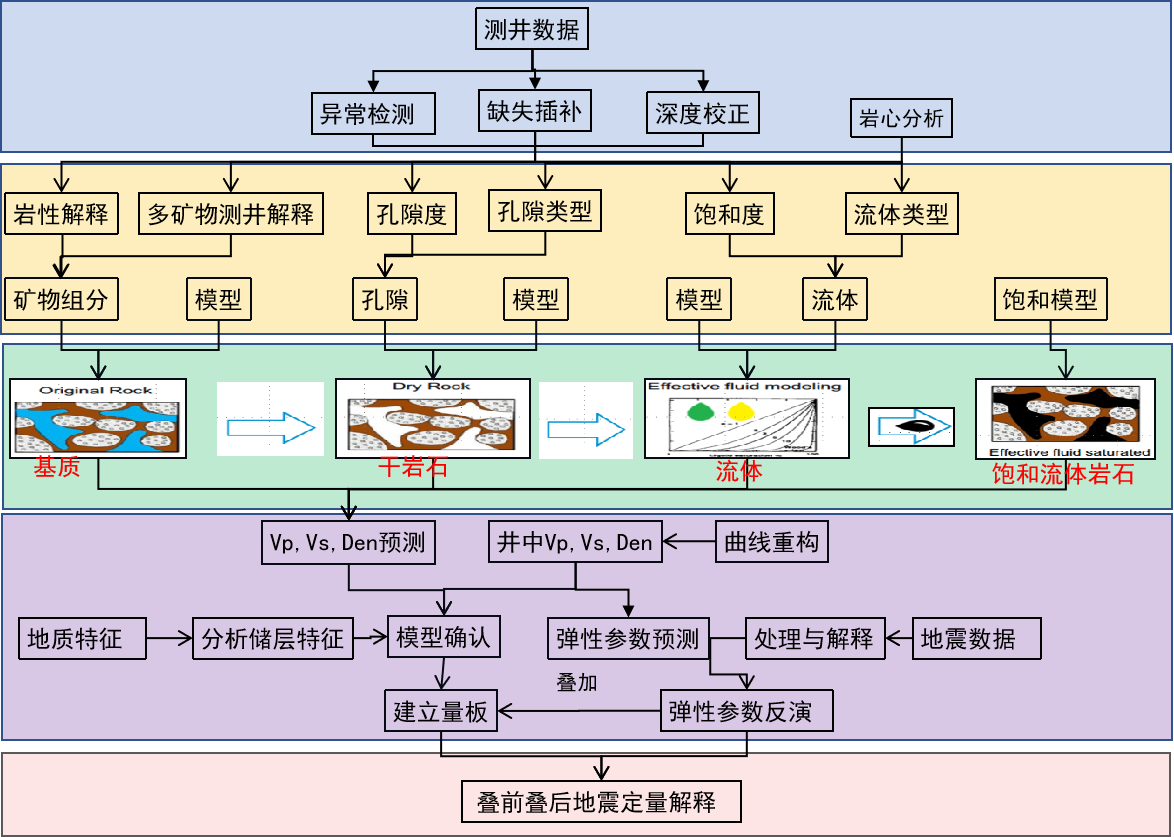 测井数据
异常检测
缺失插补
深度校正
岩心分析
岩性解释
多矿物测井解释
孔隙度
孔隙类型
饱和度
流体类型
矿物组分
模型
孔隙
模型
模型
流体
饱和模型
Original Rock
Dry Rock
Effective fluid modeling
Effective fluid saturated
基质
干岩石
流体
饱和流体岩石
Vp,Vs,Den预测
井中Vp,Vs,Den
曲线重构
地质特征
分析储层特征
模型确认
弹性参数预测
处理与解释
地震数据
叠加
建立量板
弹性参数反演
叠前叠后地震定量解释